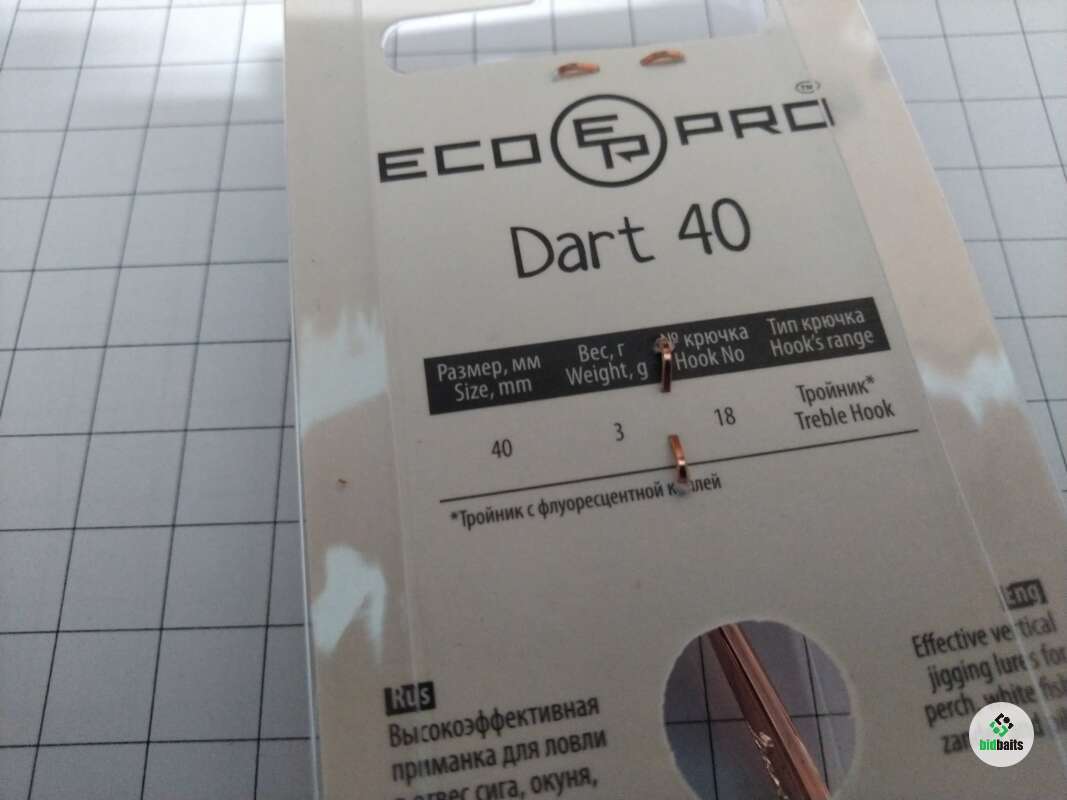 ECO EP PRO TM
Dart 40
Размер, мм Вес, г № крючка Тип крючка
Size, mm Weight, g Hook No Hook's range
40 3 18 Тройник*
Treble Hook
*Тройник с флуоресцентной
Rus
Высокоэффективная
приманка для ловли
сига, окуня,
Eng
Effective vertical
jigging lures for
perch, white fish
bidbaits